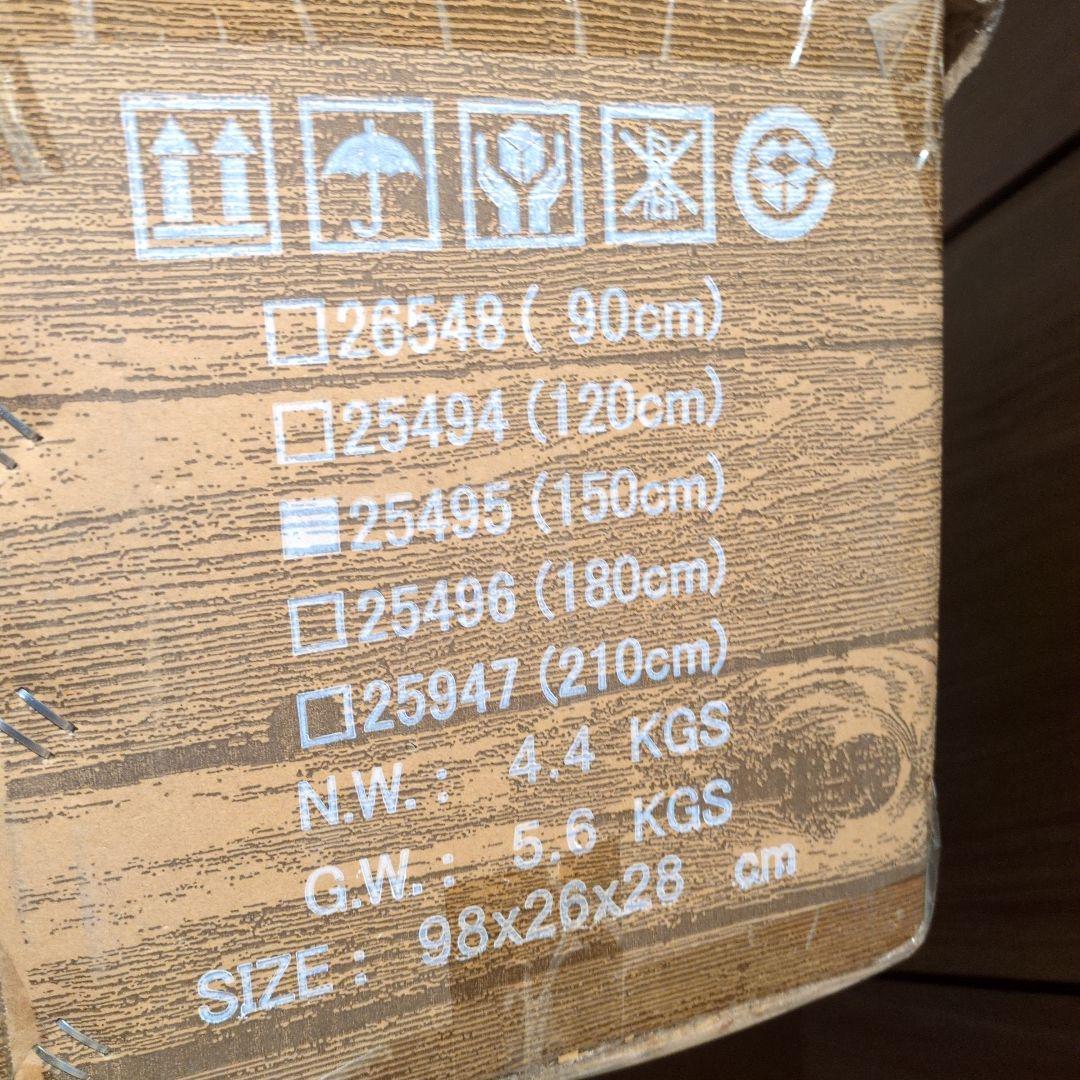 26548( 90cm)
25494(120cm)
25495(150cm)
25496(180cm)
25947(210cm)
N.W.: 4.4 KGS
G.W.: 5.6 KGS
SIZE: 98x26x28 cm